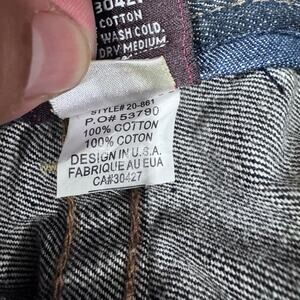 30427
COTTON
WASH COLD.
DRY MEDIUM
STYLE# 20-861
P.O# 53790
100% COTTON
100% COTON
DESIGN IN U.S.A.
FABRIQUE AU EUA
CA#30427